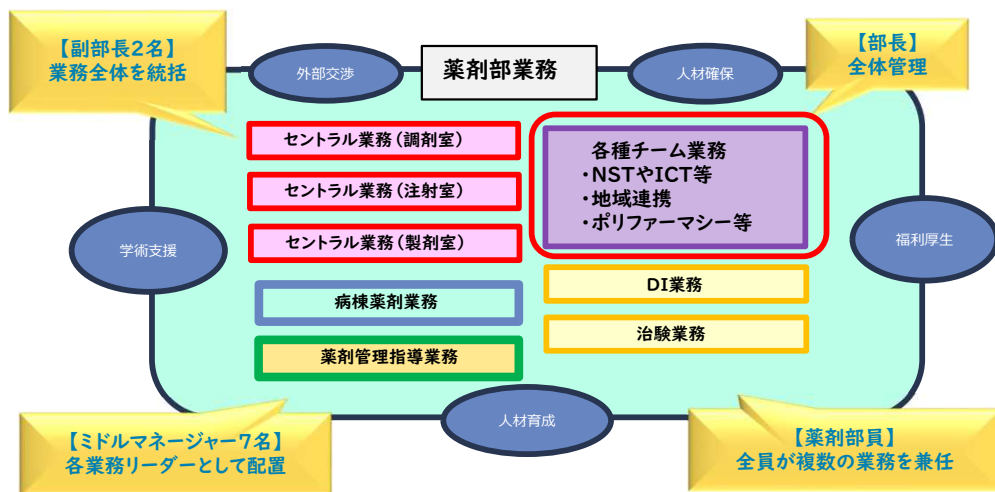 【副部長2名】
業務全体を統括
外部交渉
薬剤部業務
人材確保
【部長】
全体管理
セントラル業務（調剤室）
セントラル業務（注射室）
セントラル業務（製剤室）
病棟薬剤業務
薬剤管理指導業務
各種チーム業務
・NSTやICT等
・地域連携
・ポリファーマシー等
DI業務
治験業務
学術支援
福利厚生
人材育成
【ミドルマネージャー7名】
各業務リーダーとして配置
【薬剤部員】
全員が複数の業務を兼任